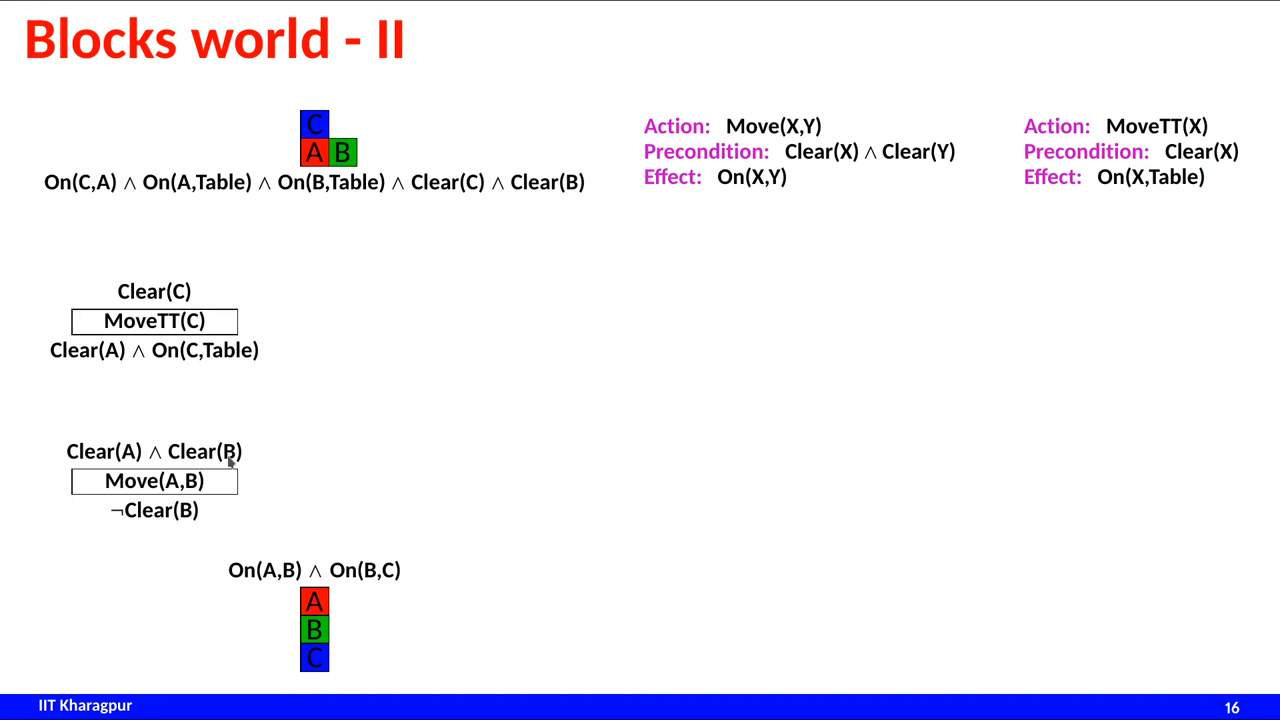 Blocks world - II
C
A B
On(C,A) ∧ On(A,Table) ∧ On(B,Table) ∧ Clear(C) ∧ Clear(B)
Action: Move(X,Y)
Precondition: Clear(X) ∧ Clear(Y)
Effect: On(X,Y)
Action: MoveTT(X)
Precondition: Clear(X)
Effect: On(X,Table)
Clear(C)
MoveTT(C)
Clear(A) ∧ On(C,Table)
Clear(A) ∧ Clear(B)
Move(A,B)
¬Clear(B)
On(A,B) ∧ On(B,C)
A
B
C
IIT Kharagpur
16